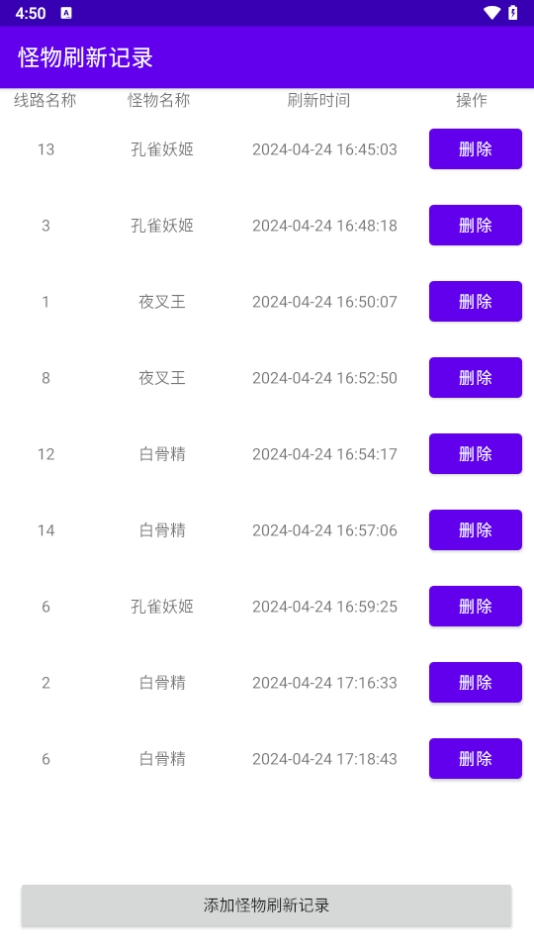 4:50 A
怪物刷新记录
线路名称 怪物名称 刷新时间 操作
13 孔雀妖姬 2024-04-24 16:45:03 删除
3 孔雀妖姬 2024-04-24 16:48:18 删除
1 夜叉王 2024-04-24 16:50:07 删除
8 夜叉王 2024-04-24 16:52:50 删除
12 白骨精 2024-04-24 16:54:17 删除
14 白骨精 2024-04-24 16:57:06 删除
6 孔雀妖姬 2024-04-24 16:59:25 删除
2 白骨精 2024-04-24 17:16:33 删除
6 白骨精 2024-04-24 17:18:43 删除
添加怪物刷新记录